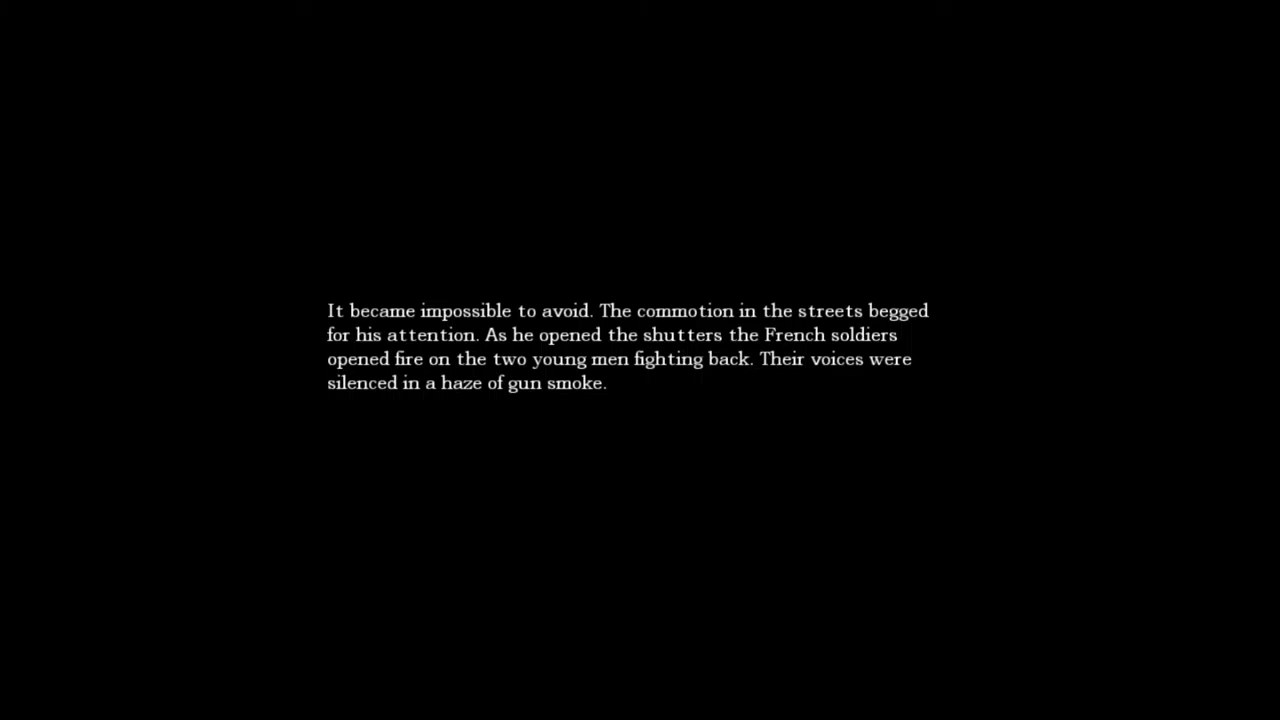 It became impossible to avoid. The commotion in the streets begged
for his attention. As he opened the shutters the French soldiers
opened fire on the two young men fighting back. Their voices were
silenced in a haze of gun smoke.